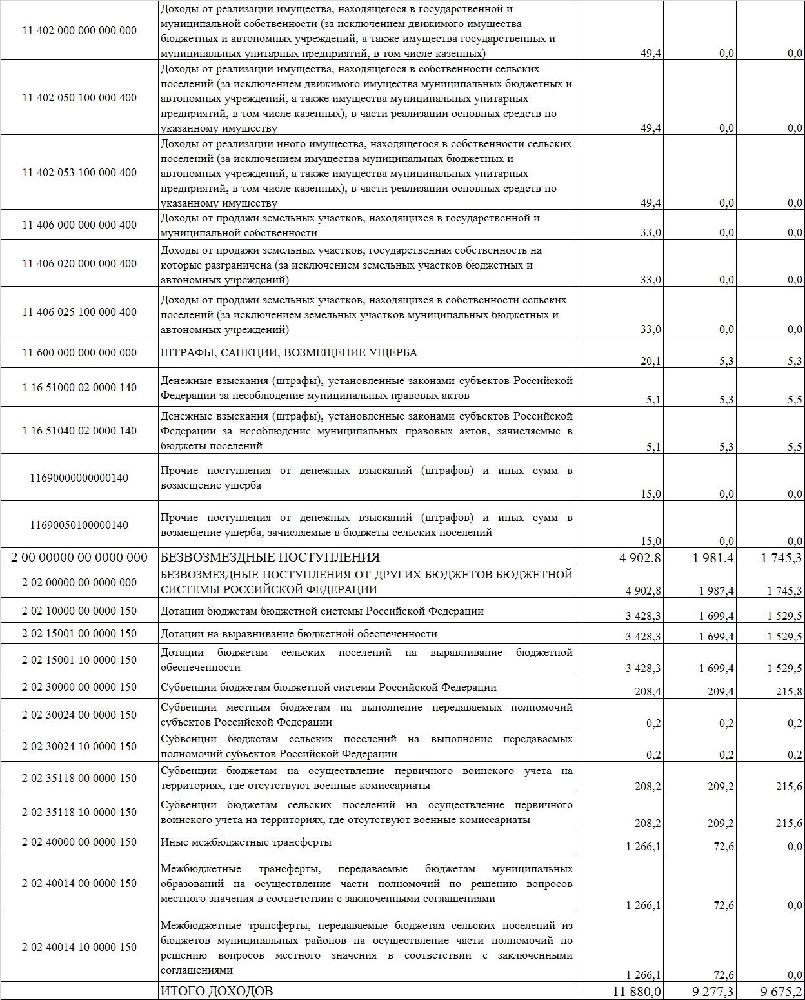 Доходы от реализации имущества, находящегося в государственной и
11 402 000 000 000 000
муниципальной собственности (за исключением движимого имущества
бюджетных и автономных учреждений, а также имущества государственных и
муниципальных унитарных предприятий, в том числе казенных) 49,4 0,0 0,0
Доходы от реализации имущества, находящегося в собственности сельских
поселений (за исключением движимого имущества муниципальных бюджетных и
11 402 050 100 000 400
автономных учреждений, а также имущества муниципальных унитарных
предприятий, в том числе казенных), в части реализации основных средств по
указанному имуществу 49,4 0,0 0,0
Доходы от реализации иного имущества, находящегося в собственности сельских
поселений (за исключением имущества муниципальных бюджетных и
11 402 053 100 000 400
автономных учреждений, а также имущества муниципальных унитарных
предприятий, в том числе казенных), в части реализации основных средств по
указанному имуществу 49,4 0,0 0,0
11 406 000 000 000 400
Доходы от продажи земельных участков, находящихся в государственной и
муниципальной собственности 33,0 0,0 0,0
11 406 020 000 000 400
Доходы от продажи земельных участков, государственная собственность на
которые разграничена (за исключением земельных участков бюджетных и
автономных учреждений) 33,0 0,0 0,0
11 406 025 100 000 400
Доходы от продажи земельных участков, находящихся в собственности сельских
поселений (за исключением земельных участков муниципальных бюджетных и
автономных учреждений) 33,0 0,0 0,0
11 600 000 000 000 000 ШТРАФЫ, САНКЦИИ, ВОЗМЕЩЕНИЕ УЩЕРБА 20,1 5,3 5,3
1 16 51000 02 0000 140
Денежные взыскания (штрафы), установленные законами субъектов Российской
Федерации за несоблюдение муниципальных правовых актов 5,1 5,3 5,5
1 16 51040 02 0000 140
Денежные взыскания (штрафы), установленные законами субъектов Российской
Федерации за несоблюдение муниципальных правовых актов, зачисляемые в
бюджеты поселений 5,1 5,3 5,5
11690000000000140
Прочие поступления от денежных взысканий (штрафов) и иных сумм в
возмещение ущерба 15,0 0,0 0,0
11690050100000140
Прочие поступления от денежных взысканий (штрафов) и иных сумм в
возмещение ущерба, зачисляемые в бюджеты сельских поселений 15,0 0,0 0,0
2 00 00000 00 0000 000 БЕЗВОЗМЕЗДНЫЕ ПОСТУПЛЕНИЯ 4 902,8 1 981,4 1 745,3
2 02 00000 00 0000 000
БЕЗВОЗМЕЗДНЫЕ ПОСТУПЛЕНИЯ ОТ ДРУГИХ БЮДЖЕТОВ БЮДЖЕТНОЙ
СИСТЕМЫ РОССИЙСКОЙ ФЕДЕРАЦИИ 4 902,8 1 987,4 1 745,3
2 02 10000 00 0000 150 Дотации бюджетам бюджетной системы Российской Федерации 3 428,3 1 699,4 1 529,5
2 02 15001 00 0000 150 Дотации на выравнивание бюджетной обеспеченности 3 428,3 1 699,4 1 529,5
2 02 15001 10 0000 150
Дотации бюджетам сельских поселений на выравнивание бюджетной
обеспеченности 3 428,3 1 699,4 1 529,5
2 02 30000 00 0000 150 Субвенции бюджетам бюджетной системы Российской Федерации 208,4 209,4 215,8
2 02 30024 00 0000 150
Субвенции местным бюджетам на выполнение передаваемых полномочий
субъектов Российской Федерации 0,2 0,2 0,2
2 02 30024 10 0000 150
Субвенции бюджетам сельских поселений на выполнение передаваемых
полномочий субъектов Российской Федерации 0,2 0,2 0,2
2 02 35118 00 0000 150
Субвенции бюджетам на осуществление первичного воинского учета на
территориях, где отсутствуют военные комиссариаты 208,2 209,2 215,6
2 02 35118 10 0000 150
Субвенции бюджетам сельских поселений на осуществление первичного
воинского учета на территориях, где отсутствуют военные комиссариаты 208,2 209,2 215,6
2 02 40000 00 0000 150 Иные межбюджетные трансферты 1 266,1 72,6 0,0
2 02 40014 00 0000 150
Межбюджетные трансферты, передаваемые бюджетам муниципальных
образований на осуществление части полномочий по решению вопросов
местного значения в соответствии с заключенными соглашениями 1 266,1 72,6 0,0
2 02 40014 10 0000 150
Межбюджетные трансферты, передаваемые бюджетам сельских поселений из
бюджетов муниципальных районов на осуществление части полномочий по
решению вопросов местного значения в соответствии с заключенными
соглашениями 1 266,1 72,6 0,0
ИТОГО ДОХОДОВ 11 880,0 9 277,3 9 675,2